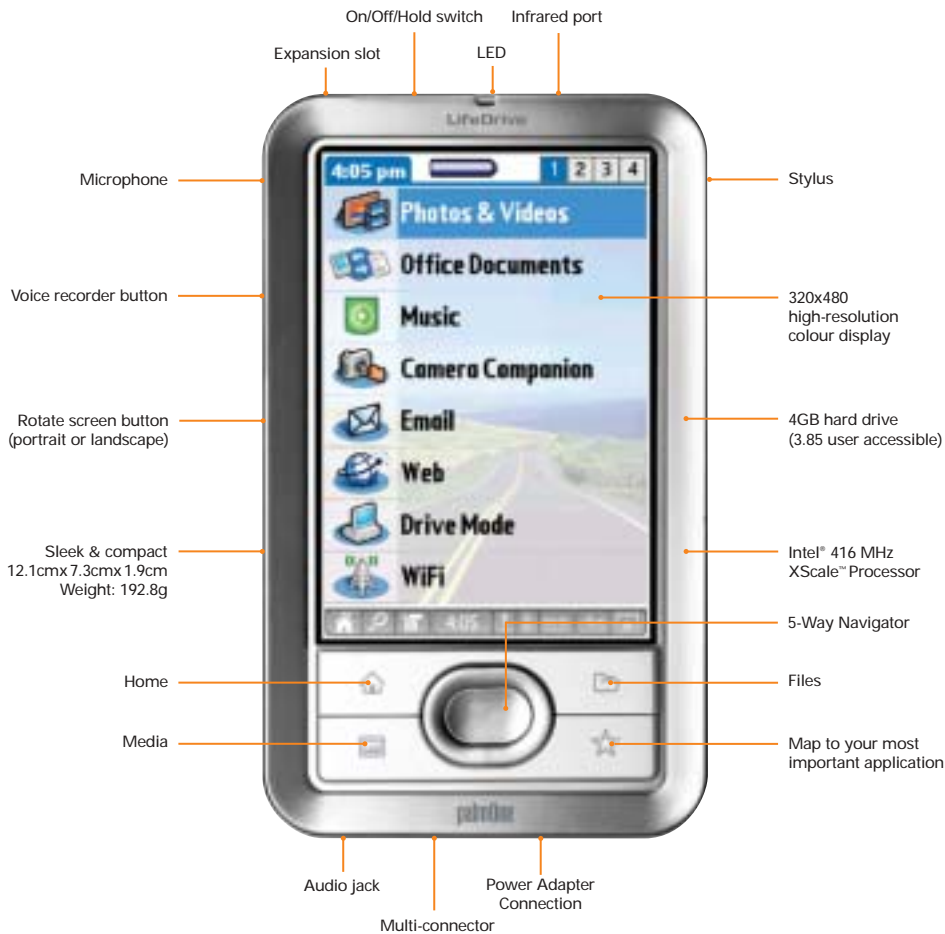 On/Off/Hold switch
Infrared port
Expansion slot
LED
LifeDrive
Microphone
Stylus
4:05 pm
1 2 3 4
Photos & Videos
Office Documents
Voice recorder button
320x480
high-resolution
colour display
Music
Camera Companion
Rotate screen button
(portrait or landscape)
4GB hard drive
(3.85 user accessible)
Email
Web
Drive Mode
Sleek & compact
12.1cmx 7.3cmx 1.9cm
Weight: 192.8g
Intel® 416 MHz
XScale™ Processor
WiFi
4:05
5-Way Navigator
Home
Files
Media
Map to your most
important application
palmOne
Audio jack
Power Adapter
Connection
Multi-connector